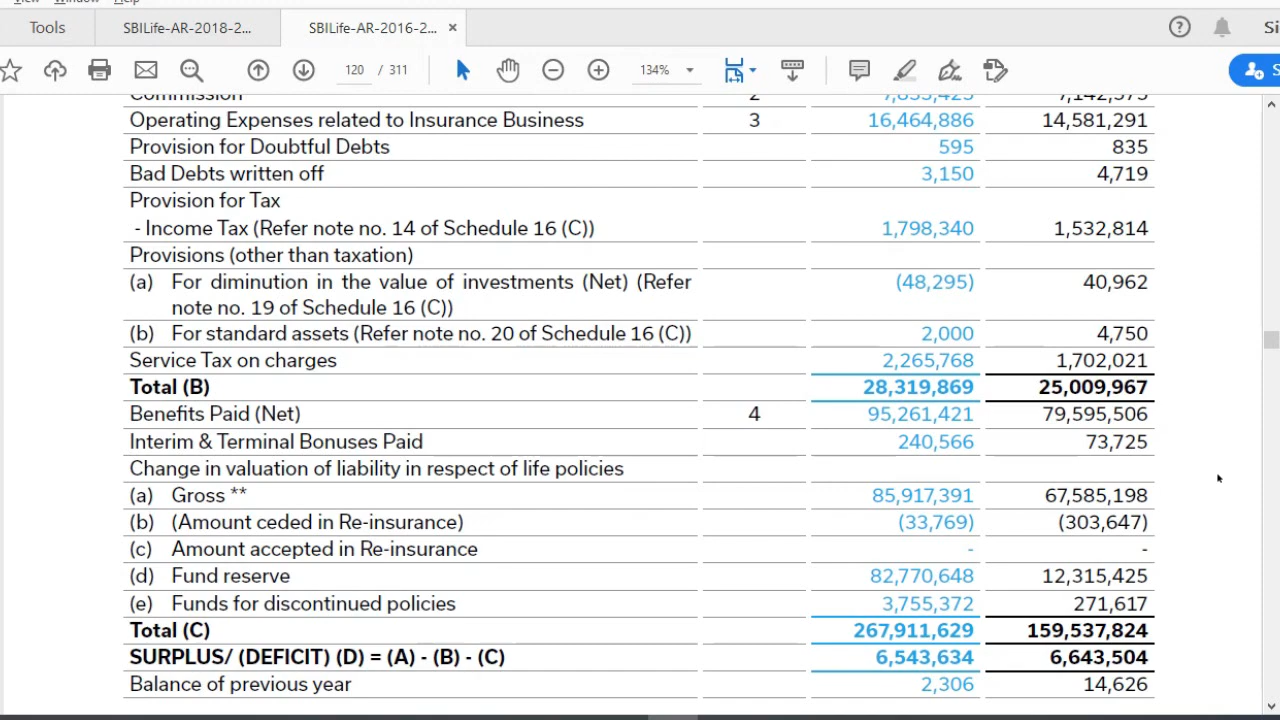 Tools SBILife-AR-2018-2... SBILife-AR-2016-2... ×
120 / 311 134%
Commission 2 7,833,425 7,142,575
Operating Expenses related to Insurance Business 3 16,464,886 14,581,291
Provision for Doubtful Debts 595 835
Bad Debts written off 3,150 4,719
Provision for Tax
- Income Tax (Refer note no. 14 of Schedule 16 (C)) 1,798,340 1,532,814
Provisions (other than taxation)
(a) For diminution in the value of investments (Net) (Refer (48,295) 40,962
note no. 19 of Schedule 16 (C))
(b) For standard assets (Refer note no. 20 of Schedule 16 (C)) 2,000 4,750
Service Tax on charges 2,265,768 1,702,021
Total (B) 28,319,869 25,009,967
Benefits Paid (Net) 4 95,261,421 79,595,506
Interim & Terminal Bonuses Paid 240,566 73,725
Change in valuation of liability in respect of life policies
(a) Gross ** 85,917,391 67,585,198
(b) (Amount ceded in Re-insurance) (33,769) (303,647)
(c) Amount accepted in Re-insurance - -
(d) Fund reserve 82,770,648 12,315,425
(e) Funds for discontinued policies 3,755,372 271,617
Total (C) 267,911,629 159,537,824
SURPLUS/ (DEFICIT) (D) = (A) - (B) - (C) 6,543,634 6,643,504
Balance of previous year 2,306 14,626